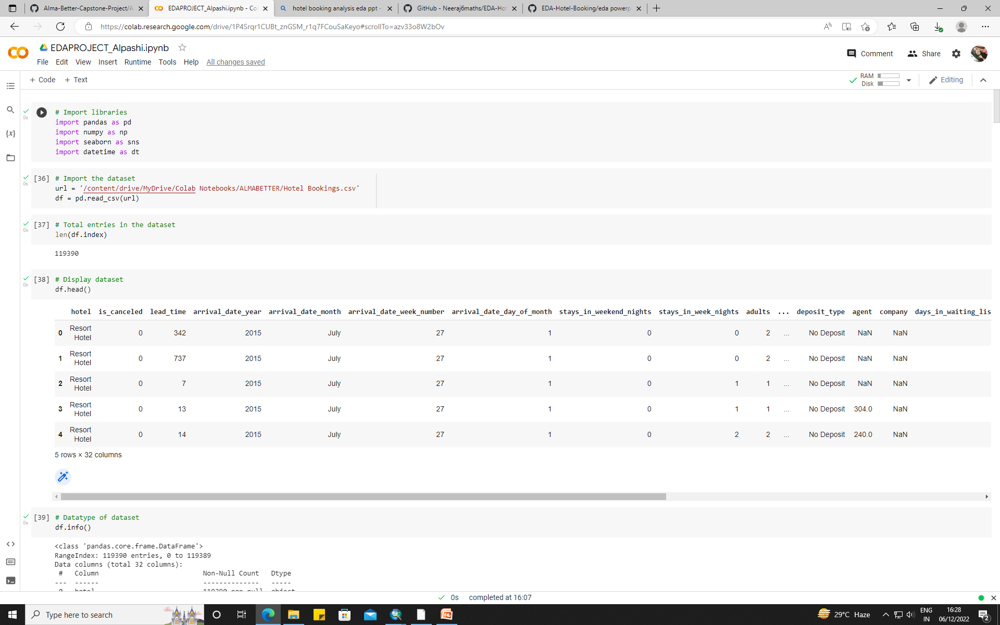 Alma-Better-Capstone-Project/A
EDAPROJECT_Alpashi.ipynb - Co
hotel booking analysis eda ppt -
GitHub - Neeraj6maths/EDA-Hot
EDA-Hotel-Booking/eda powerp
https://colab.research.google.com/drive/1P4Srqr1CUBt_znGSM_r1q7FCouSaKeyo#scrollTo=azv33o8W2bOv
EDAPROJECT_Alpashi.ipynb
Comment Share
File Edit View Insert Runtime Tools Help All changes saved
+ Code + Text
RAM
Disk
Editing
# Import libraries
import pandas as pd
import numpy as np
import seaborn as sns
import datetime as dt
0s
{x}
[36] # Import the dataset
url = '/content/drive/MyDrive/Colab Notebooks/ALMABETTER/Hotel Bookings.csv'
df = pd.read_csv(url)
0s
[37] # Total entries in the dataset
len(df.index)
0s
119390
[38] # Display dataset
df.head()
0s
hotel is_canceled lead_time arrival_date_year arrival_date_month arrival_date_week_number arrival_date_day_of_month stays_in_weekend_nights stays_in_week_nights adults ... deposit_type agent company days_in_waiting_lis
0 Resort Hotel 0 342 2015 July 27 1 0 0 2 ... No Deposit NaN NaN
1 Resort Hotel 0 737 2015 July 27 1 0 0 2 ... No Deposit NaN NaN
2 Resort Hotel 0 7 2015 July 27 1 0 1 1 ... No Deposit NaN NaN
3 Resort Hotel 0 13 2015 July 27 1 0 1 1 ... No Deposit 304.0 NaN
4 Resort Hotel 0 14 2015 July 27 1 0 2 2 ... No Deposit 240.0 NaN
5 rows × 32 columns
[39] # Datatype of dataset
df.info()
0s
<class 'pandas.core.frame.DataFrame'>
RangeIndex: 119390 entries, 0 to 119389
Data columns (total 32 columns):
# Column Non-Null Count Dtype
--- ------ -------------- -----
0 hotel 119390 non-null object
0s completed at 16:07
Type here to search
29°C Haze
ENG
IN
16:28
06/12/2022
2